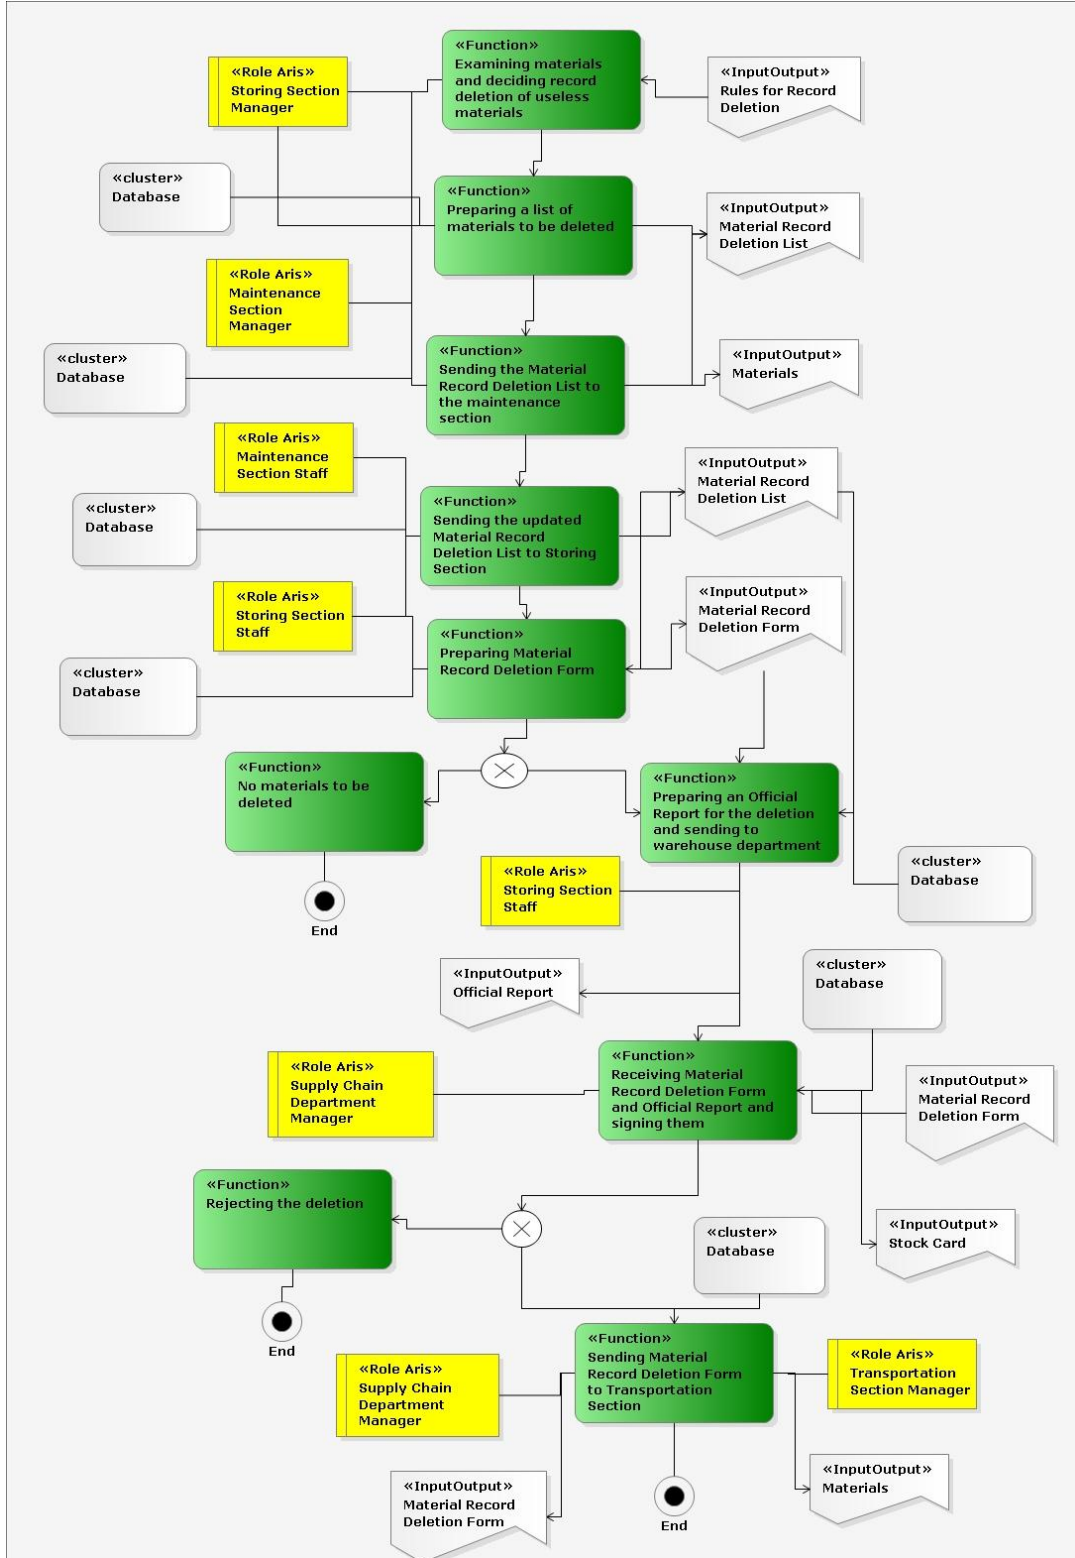 «Function»
Examining materials
and deciding record
deletion of useless
materials
«Role Aris»
Storing Section
Manager
«InputOutput»
Rules for Record
Deletion
«cluster»
Database
«Function»
Preparing a list of
materials to be deleted
«InputOutput»
Material Record
Deletion List
«Role Aris»
Maintenance
Section
Manager
«cluster»
Database
«Function»
Sending the Material
Record Deletion List to
the maintenance
section
«InputOutput»
Materials
«Role Aris»
Maintenance
Section Staff
«InputOutput»
Material Record
Deletion List
«cluster»
Database
«Function»
Sending the updated
Material Record
Deletion List to Storing
Section
«Role Aris»
Storing Section
Staff
«InputOutput»
Material Record
Deletion Form
«Function»
Preparing Material
Record Deletion Form
«cluster»
Database
«Function»
No materials to be
deleted
«Function»
Preparing an Official
Report for the deletion
and sending to
warehouse department
«Role Aris»
Storing Section
Staff
«cluster»
Database
End
«InputOutput»
Official Report
«cluster»
Database
«Role Aris»
Supply Chain
Department
Manager
«Function»
Receiving Material
Record Deletion Form
and Official Report and
signing them
«InputOutput»
Material Record
Deletion Form
«Function»
Rejecting the deletion
«InputOutput»
Stock Card
«cluster»
Database
End
«Function»
Sending Material
Record Deletion Form
to Transportation
Section
«Role Aris»
Supply Chain
Department
Manager
«Role Aris»
Transportation
Section Manager
«InputOutput»
Material Record
Deletion Form
«InputOutput»
Materials
End